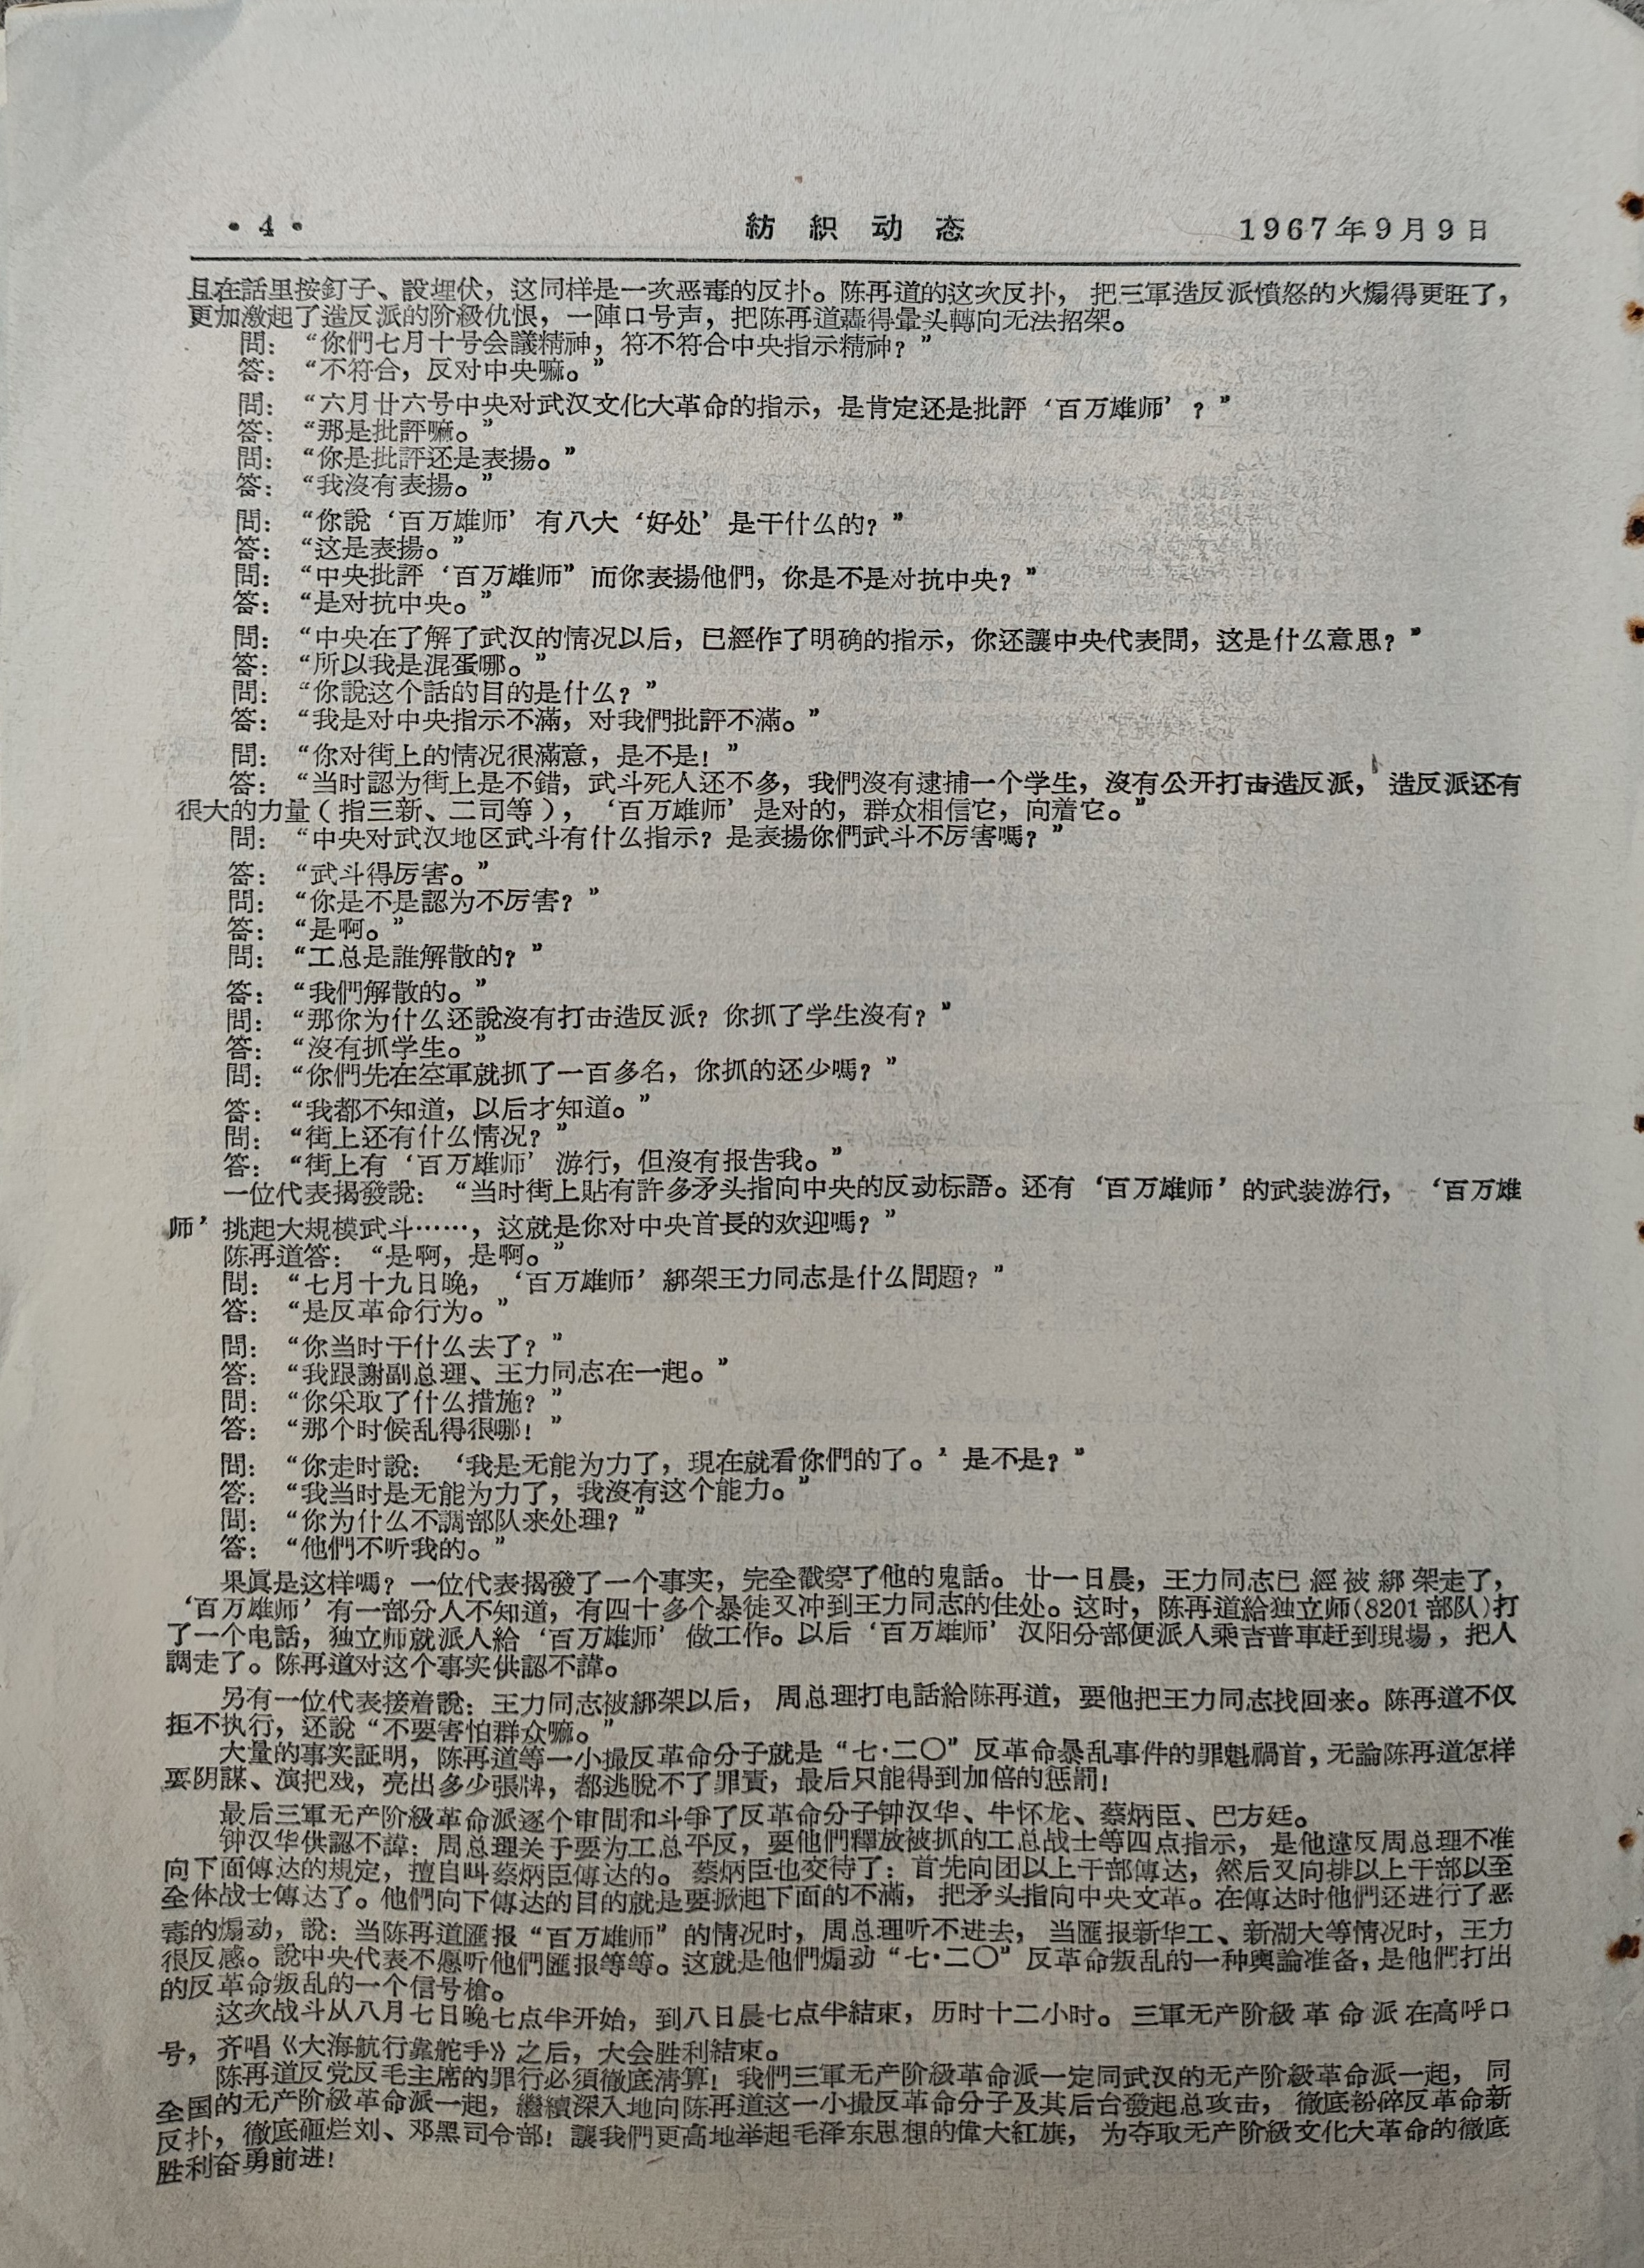 ·4·
紡織动态
1967年9月9日
且在話里按釘子、設埋伏，这同样是一次恶毒的反扑。陈再道的这次反扑，把三軍造反派憤怒的火煽得更旺了，
更加激起了造反派的阶級仇恨，一陣口号声，把陈再道轟得暈头轉向无法招架。
問：“你們七月十号会議精神，符不符合中央指示精神？”
答：“不符合，反对中央嘛。”
問：“六月廿六号中央对武汉文化大革命的指示，是肯定还是批評‘百万雄师’？”
答：“那是批評嘛。”
問：“你是批評还是表揚。”
答：“我沒有表揚。”
問：“你說‘百万雄师’有八大‘好处’是干什么的？”
答：“这是表揚。”
問：“中央批評‘百万雄师”而你表揚他們，你是不是对抗中央？”
答：“是对抗中央。”
問：“中央在了解了武汉的情况以后，已經作了明确的指示，你还讓中央代表問，这是什么意思？”
答：“所以我是混蛋哪。”
問：“你說这个話的目的是什么？”
答：“我是对中央指示不滿，对我們批評不滿。”
問：“你对街上的情况很滿意，是不是！”
答：“当时認为街上是不錯，武斗死人还不多，我們沒有逮捕一个学生，沒有公开打击造反派，造反派还有
很大的力量（指三新、二司等），‘百万雄师’是对的，群众相信它，向着它。”
問：“中央对武汉地区武斗有什么指示？是表揚你們武斗不厉害嗎？”
答：“武斗得厉害。”
問：“你是不是認为不厉害？”
答：“是啊。”
問：“工总是誰解散的？”
答：“我們解散的。”
問：“那你为什么还說沒有打击造反派？你抓了学生沒有？”
答：“沒有抓学生。”
問：“你們先在空軍就抓了一百多名，你抓的还少嗎？”
答：“我都不知道，以后才知道。”
問：“街上还有什么情况？”
答：“街上有‘百万雄师’游行，但沒有报告我。”
一位代表揭發說：“当时街上貼有許多矛头指向中央的反动标語。还有‘百万雄师’的武装游行，‘百万雄
师’挑起大規模武斗……，这就是你对中央首長的欢迎嗎？”
陈再道答：“是啊，是啊。”
問：“七月十九日晚，‘百万雄师’綁架王力同志是什么問題？”
答：“是反革命行为。”
問：“你当时干什么去了？”
答：“我跟謝副总理、王力同志在一起。”
問：“你采取了什么措施？”
答：“那个时候乱得很哪！”
問：“你走时說：‘我是无能为力了，現在就看你們的了。’是不是？”
答：“我当时是无能为力了，我沒有这个能力。”
問：“你为什么不調部队来处理？”
答：“他們不听我的。”
果眞是这样嗎？一位代表揭發了一个事实，完全戳穿了他的鬼話。廿一日晨，王力同志已經被綁架走了，
‘百万雄师’有一部分人不知道，有四十多个暴徒又冲到王力同志的住处。这时，陈再道給独立师(8201部队)打
了一个电話，独立师就派人給‘百万雄师’做工作。以后‘百万雄师’汉阳分部便派人乘吉普車赶到現場，把人
調走了。陈再道对这个事实供認不諱。
另有一位代表接着說：王力同志被綁架以后，周总理打电話給陈再道，要他把王力同志找回来。陈再道不仅
拒不执行，还說“不要害怕群众嘛。”
大量的事实証明，陈再道等一小撮反革命分子就是“七·二〇”反革命暴乱事件的罪魁禍首，无論陈再道怎样
耍阴謀、演把戏，亮出多少張牌，都逃脫不了罪責，最后只能得到加倍的惩罰！
最后三軍无产阶級革命派逐个审問和斗爭了反革命分子钟汉华、牛怀龙、蔡炳臣、巴方廷。
钟汉华供認不諱：周总理关于要为工总平反，要他們釋放被抓的工总战士等四点指示，是他違反周总理不准
向下面傳达的規定，擅自叫蔡炳臣傳达的。蔡炳臣也交待了：首先向团以上干部傳达，然后又向排以上干部以至
全体战士傳达了。他們向下傳达的目的就是要掀起下面的不滿，把矛头指向中央文革。在傳达时他們还进行了恶
毒的煽动，說：当陈再道匯报“百万雄师”的情况时，周总理听不进去，当匯报新华工、新湖大等情况时，王力
很反感。說中央代表不愿听他們匯报等等。这就是他們煽动“七·二〇”反革命叛乱的一种輿論准备，是他們打出
的反革命叛乱的一个信号槍。
这次战斗从八月七日晚七点半开始，到八日晨七点半結束，历时十二小时。三軍无产阶級革命派在高呼口
号，齐唱《大海航行靠舵手》之后，大会胜利結束。
陈再道反党反毛主席的罪行必須徹底清算！我們三軍无产阶級革命派一定同武汉的无产阶級革命派一起，同
全国的无产阶級革命派一起，繼續深入地向陈再道这一小撮反革命分子及其后台發起总攻击，徹底粉碎反革命新
反扑，徹底砸烂刘、邓黑司令部！讓我們更高地举起毛泽东思想的偉大紅旗，为夺取无产阶級文化大革命的徹底
胜利奋勇前进！